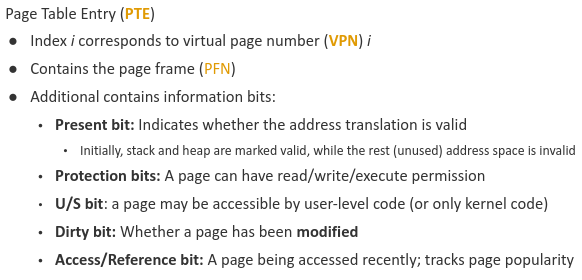 Page Table Entry (PTE)
● Index i corresponds to virtual page number (VPN) i
● Contains the page frame (PFN)
● Additional contains information bits:
• Present bit: Indicates whether the address translation is valid
• Initially, stack and heap are marked valid, while the rest (unused) address space is invalid
• Protection bits: A page can have read/write/execute permission
• U/S bit: a page may be accessible by user-level code (or only kernel code)
• Dirty bit: Whether a page has been modified
• Access/Reference bit: A page being accessed recently; tracks page popularity